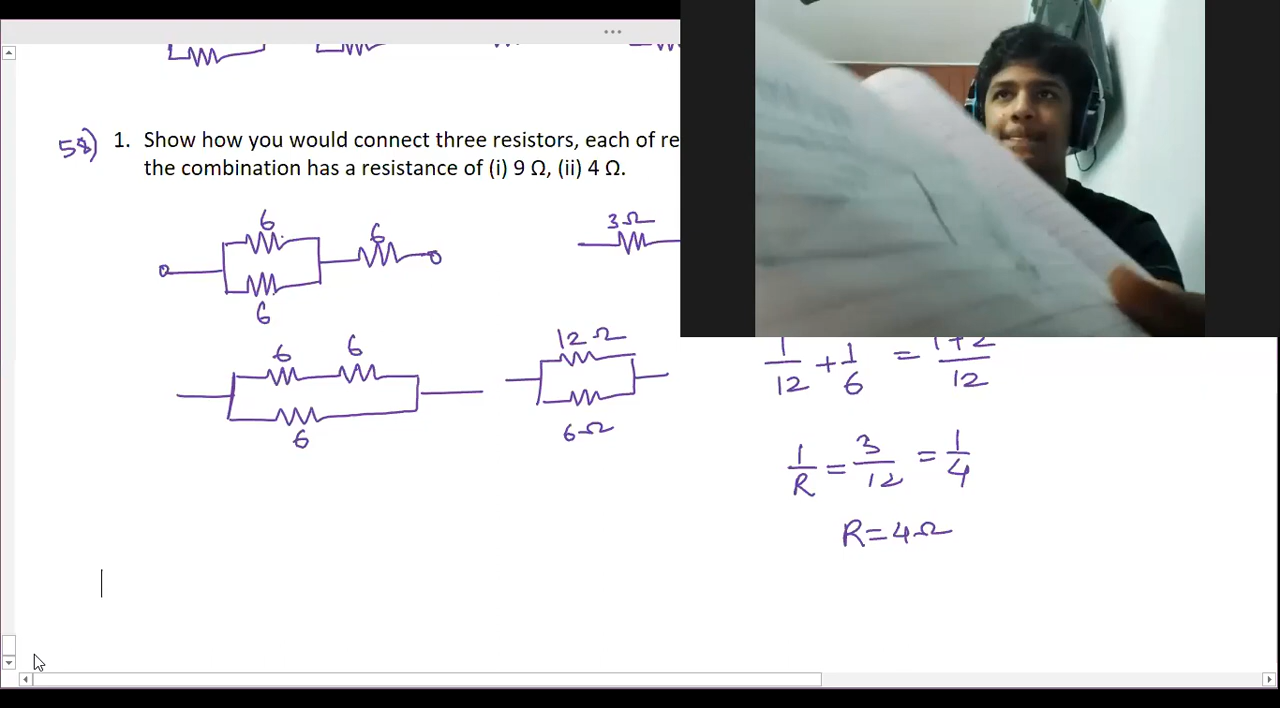 58) 1. Show how you would connect three resistors, each of re
the combination has a resistance of (i) 9 Ω, (ii) 4 Ω.
6 6
6
3Ω
6 6
6
12Ω
6Ω
1/12 + 1/6 = 1+2/12
1/R = 3/12 = 1/4
R=4Ω